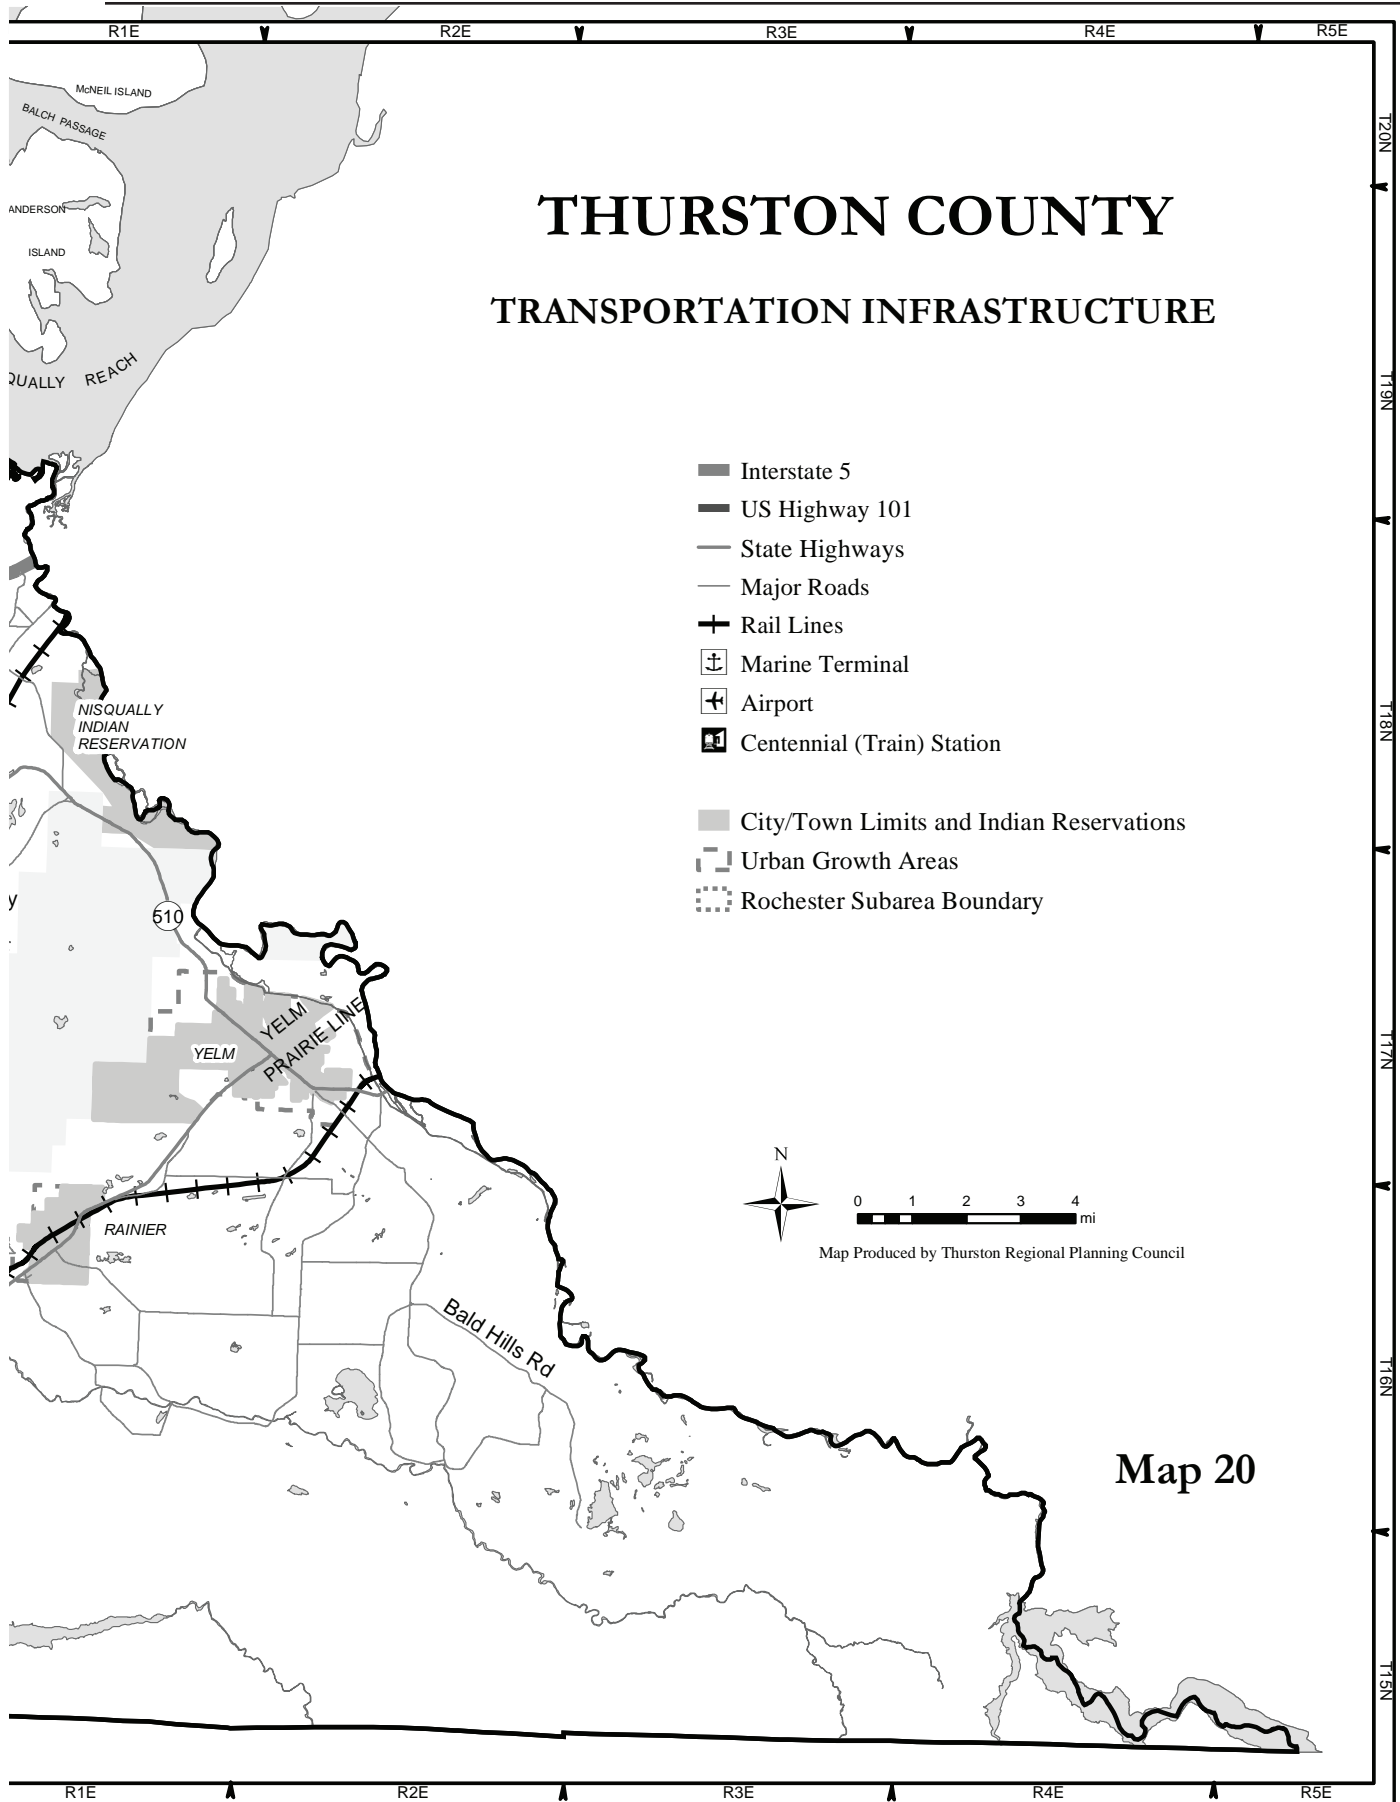 R1E R2E R3E R4E R5E
McNEIL ISLAND
BALCH PASSAGE
T20N
ANDERSON
ISLAND
THURSTON COUNTY
TRANSPORTATION INFRASTRUCTURE
QUALLY REACH
T19N
Interstate 5
US Highway 101
State Highways
Major Roads
Rail Lines
Marine Terminal
Airport
Centennial (Train) Station
NISQUALLY
INDIAN
RESERVATION
T18N
City/Town Limits and Indian Reservations
Urban Growth Areas
Rochester Subarea Boundary
y
510
YELM
PRAIRIE LINE
YELM
T17N
N
0 1 2 3 4
mi
Map Produced by Thurston Regional Planning Council
RAINIER
Bald Hills Rd
T16N
Map 20
T15N
R1E R2E R3E R4E R5E